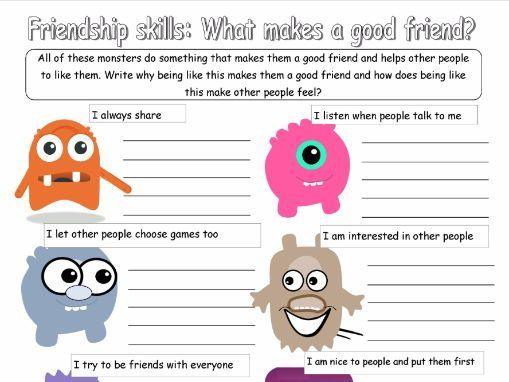 Friendship skills: What makes a good friend?
All of these monsters do something that makes them a good friend and helps other people
to like them. Write why being like this makes them a good friend and how does being like
this make other people feel?
I always share
I listen when people talk to me
I let other people choose games too
I am interested in other people
I try to be friends with everyone
I am nice to people and put them first